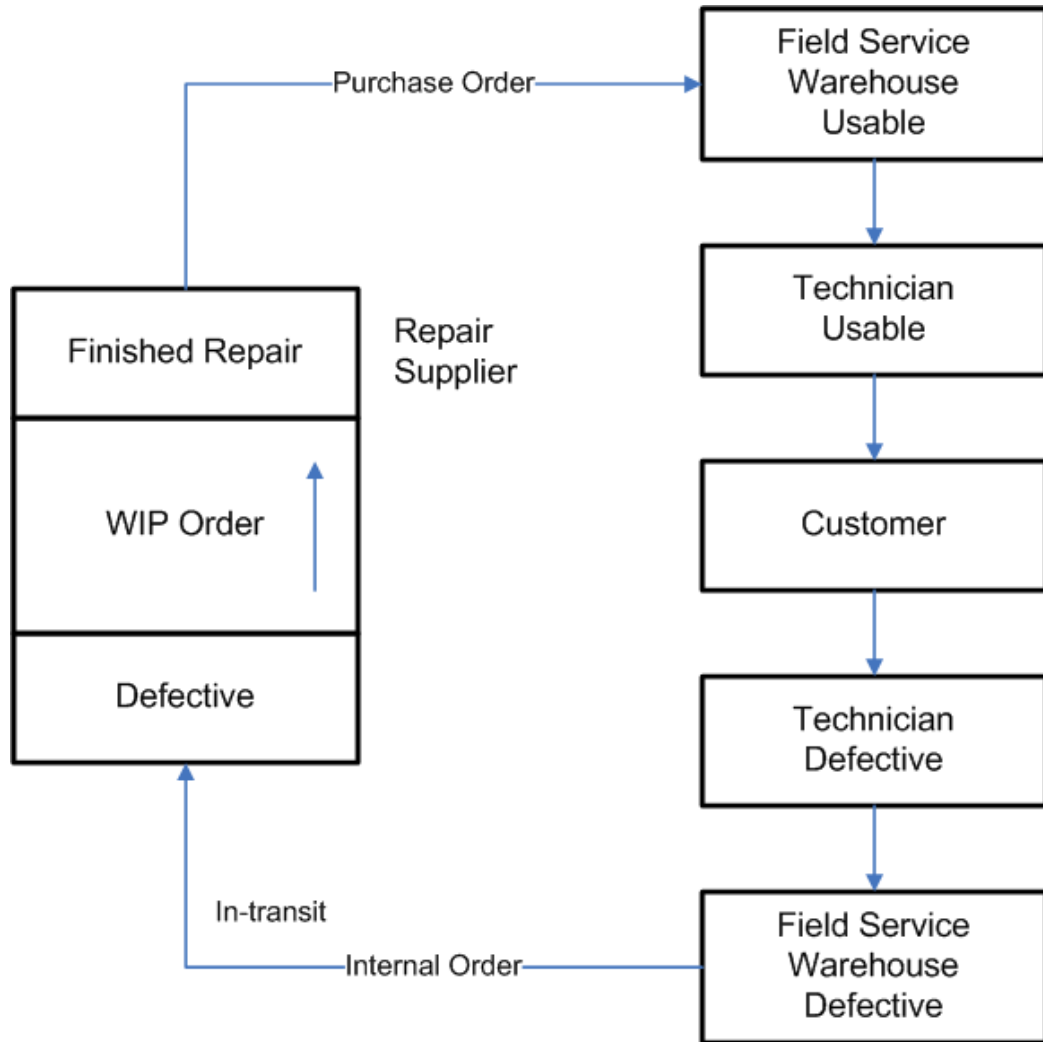 Purchase Order
Field Service
Warehouse
Usable
Technician
Usable
Finished Repair
Repair
Supplier
WIP Order
Customer
Defective
Technician
Defective
In-transit
Internal Order
Field Service
Warehouse
Defective